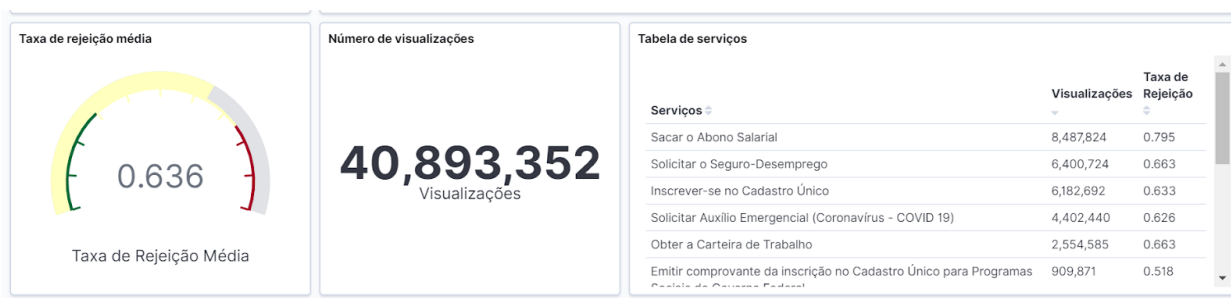 Taxa de rejeição média
0.636
Taxa de Rejeição Média
Número de visualizações
40,893,352
Visualizações
Tabela de serviços
Serviços Visualizações Taxa de Rejeição
Sacar o Abono Salarial 8,487,824 0.795
Solicitar o Seguro-Desemprego 6,400,724 0.663
Inscrever-se no Cadastro Único 6,182,692 0.633
Solicitar Auxílio Emergencial (Coronavírus - COVID 19) 4,402,440 0.626
Obter a Carteira de Trabalho 2,554,585 0.663
Emitir comprovante da inscrição no Cadastro Único para Programas 909,871 0.518
Sociais do Governo Federal